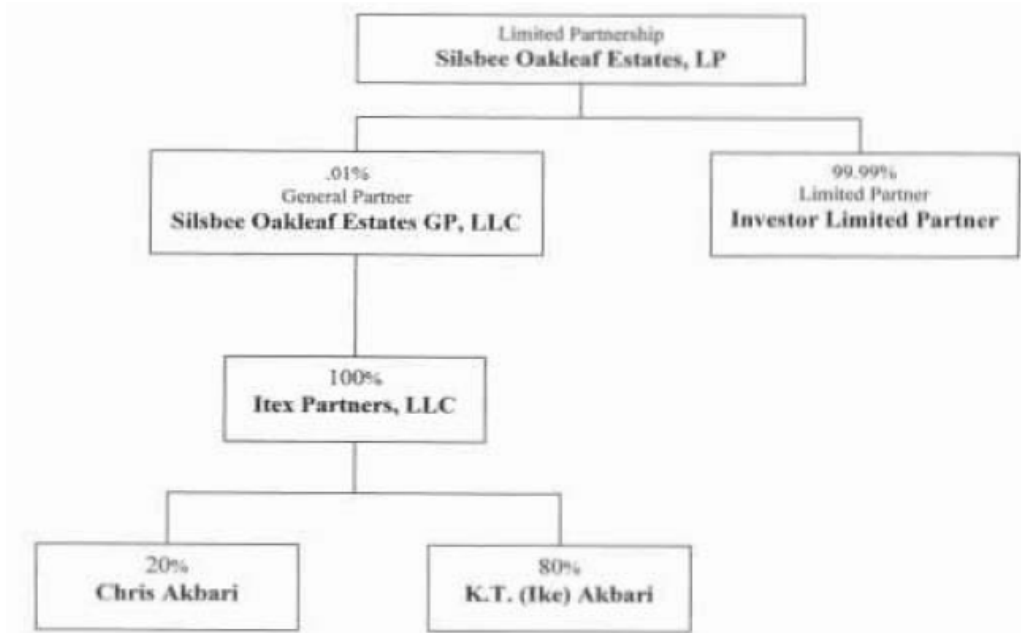 Limited Partnership
Silsbee Oakleaf Estates, LP
.01%
General Partner
Silsbee Oakleaf Estates GP, LLC
99.99%
Limited Partner
Investor Limited Partner
100%
Itex Partners, LLC
20%
Chris Akbari
80%
K.T. (Ike) Akbari